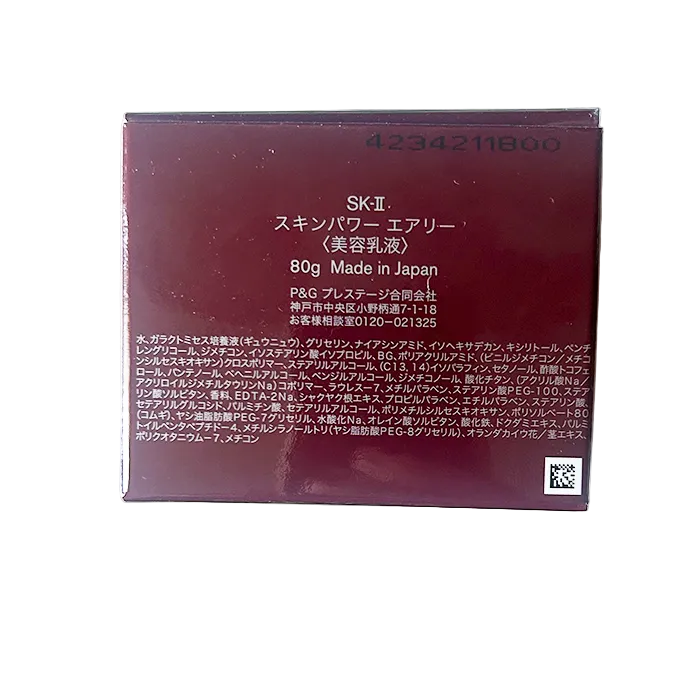 4234211800
SK-II
スキンパワー エアリー
〈美容乳液〉
80g Made in Japan
P&G プレステージ合同会社
神戸市中央区小野柄通7-1-18
お客様相談室0120-021325
水、ガラクトミセス培養液(ギュウニュウ)、グリセリン、ナイアシンアミド、イソヘキサデカン、キシリトール、ペンチ
レングリコール、ジメチコン、イソステアリン酸イソプロピル、BG、ポリアクリルアミド、(ビニルジメチコン/メチコ
ンシルセスキオキサン)クロスポリマー、ステアリルアルコール、(C13,14)イソパラフィン、セタノール、酢酸トコフェ
ロール、パンテノール、ベヘニルアルコール、ベンジルアルコール、ジメチコノール、酸化チタン、(アクリル酸Na/
アクリロイルジメチルタウリンNa)コポリマー、ラウレス-7、メチルパラベン、ステアリン酸PEG-100、ステア
リン酸ソルビタン、香料、EDTA-2Na、シャクヤク根エキス、プロピルパラベン、エチルパラベン、ステアリン酸、
セテアリルグルコシド、パルミチン酸、セテアリルアルコール、ポリメチルシルセスキオキサン、ポリソルベート80
(コムギ)、ヤシ油脂肪酸PEG-7グリセリル、水酸化Na、オレイン酸ソルビタン、酸化鉄、ドクダミエキス、パルミ
トイルペンタペプチド-4、メチルシラノールトリ(ヤシ脂肪酸PEG-8グリセリル)、オランダカイウ花/茎エキス、
ポリクオタニウム-7、メチコン